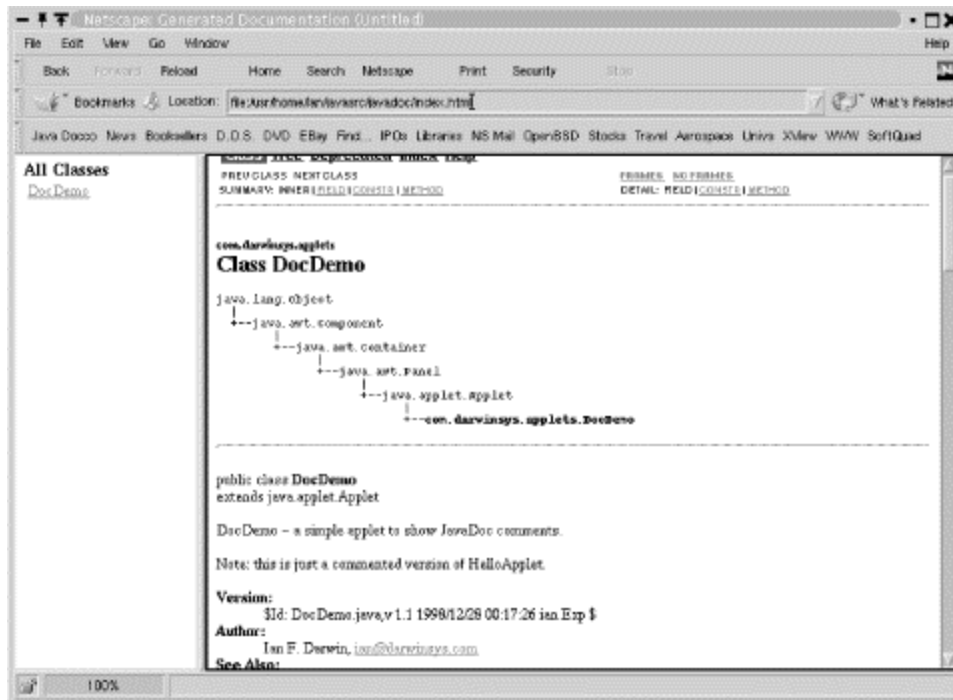 Netscape: Generated Documentation (Untitled)
File Edit View Go Window Help
Back Forward Reload Home Search Netscape Print Security Stop
Bookmarks Location: file:/usr/home/ian/javasrc/javadoc/index.html What's Related
Java Docco News Booksellers D.O.S. DVD EBay Find... IPOs Libraries NS Mail OpenBSD Stocks Travel Aerospace Univs XView WWW SoftQuad
All Classes
DocDemo
Class Tree Deprecated Index Help
PREV CLASS NEXT CLASS FRAMES NO FRAMES
SUMMARY: INNER | FIELD | CONSTR | METHOD DETAIL: FIELD | CONSTR | METHOD
com.darwinsys.applets
Class DocDemo
java.lang.Object
+--java.awt.Component
+--java.awt.Container
+--java.awt.Panel
+--java.applet.Applet
+--com.darwinsys.applets.DocDemo
public class DocDemo
extends java.applet.Applet
DocDemo - a simple applet to show JavaDoc comments.
Note: this is just a commented version of HelloApplet.
Version:
$Id: DocDemo.java,v 1.1 1998/12/28 00:17:26 ian Exp $
Author:
Ian F. Darwin, ian@darwinsys.com
See Also:
100%